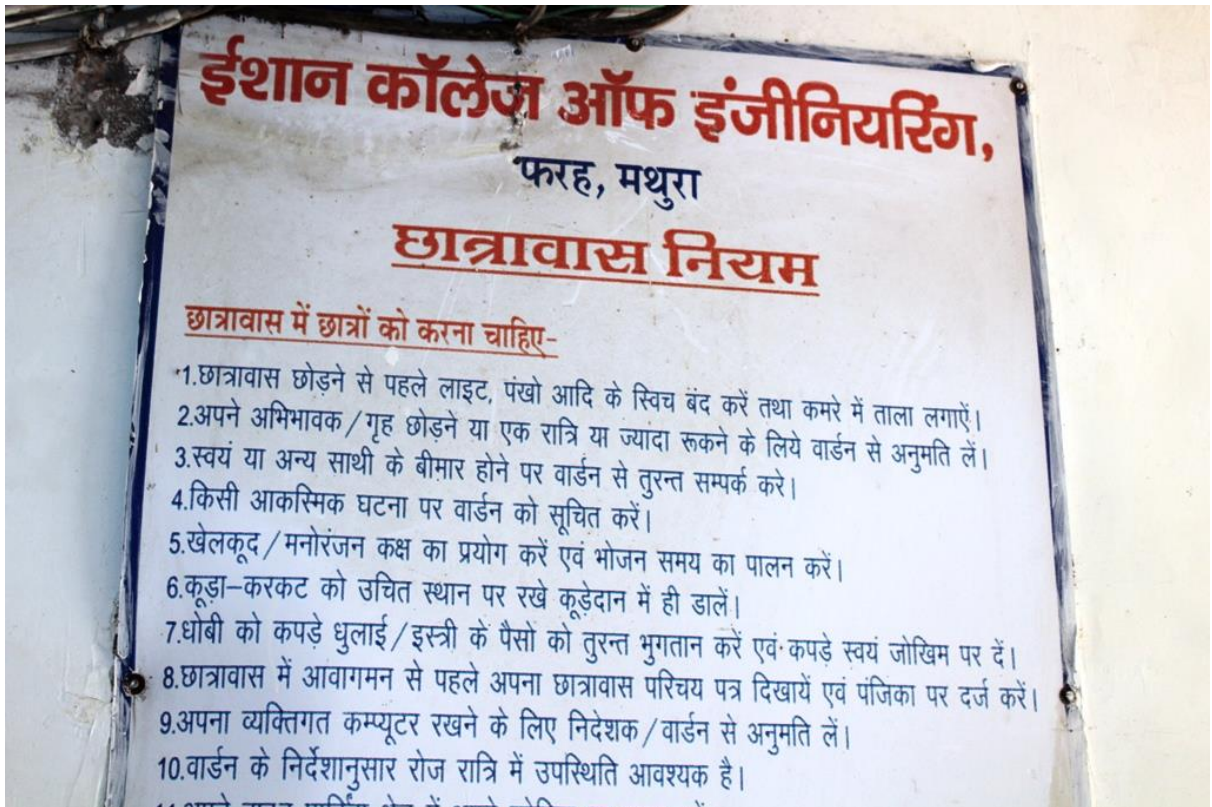 ईशान कॉलेज ऑफ इंजीनियरिंग,
फरह, मथुरा
छात्रावास नियम
छात्रावास में छात्रों को करना चाहिए-
1.छात्रावास छोड़ने से पहले लाइट, पंखो आदि के स्विच बंद करें तथा कमरे में ताला लगाऐं।
2.अपने अभिभावक/गृह छोड़ने या एक रात्रि या ज्यादा रूकने के लिये वार्डन से अनुमति लें।
3.स्वयं या अन्य साथी के बीमार होने पर वार्डन से तुरन्त सम्पर्क करे।
4.किसी आकस्मिक घटना पर वार्डन को सूचित करें।
5.खेलकूद/मनोरंजन कक्ष का प्रयोग करें एवं भोजन समय का पालन करें।
6.कूड़ा-करकट को उचित स्थान पर रखे कूड़ेदान में ही डालें।
7.धोबी को कपड़े धुलाई/इस्त्री के पैसो को तुरन्त भुगतान करें एवं कपड़े स्वयं जोखिम पर दें।
8.छात्रावास में आवागमन से पहले अपना छात्रावास परिचय पत्र दिखायें एवं पंजिका पर दर्ज करें।
9.अपना व्यक्तिगत कम्प्यूटर रखने के लिए निदेशक/वार्डन से अनुमति लें।
10.वार्डन के निर्देशानुसार रोज रात्रि में उपस्थिति आवश्यक है।